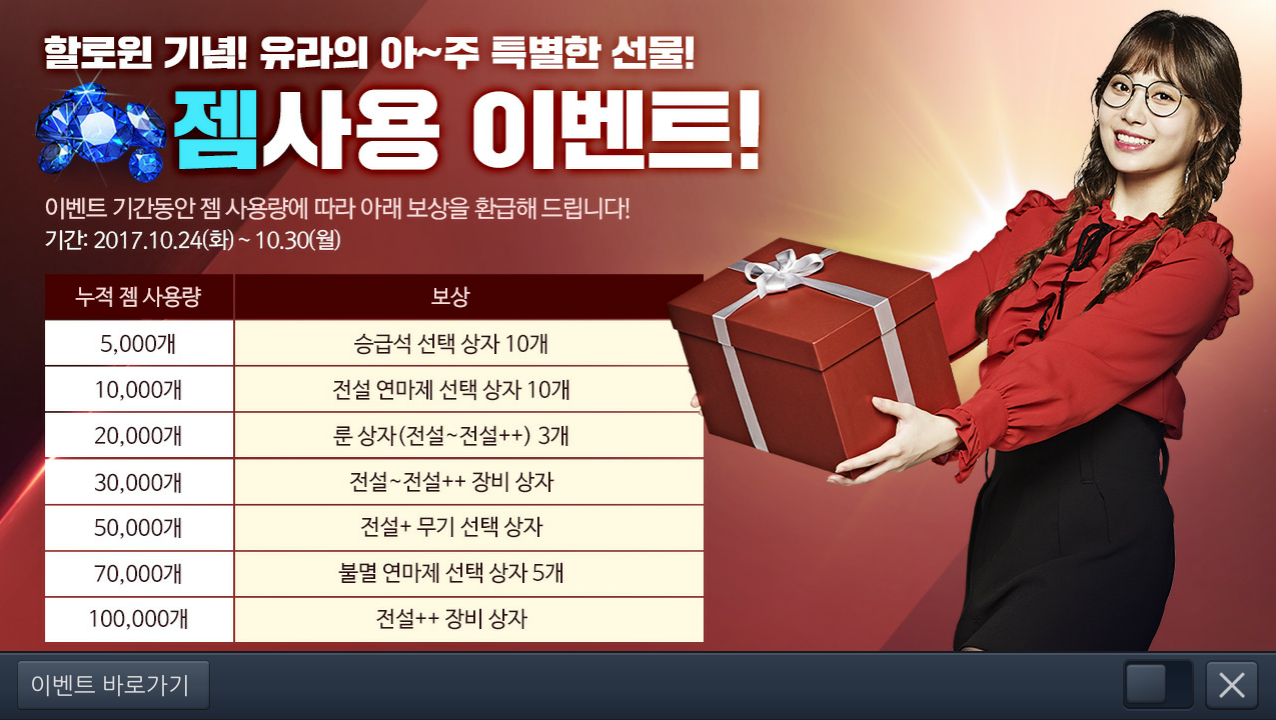 할로윈 기념! 유라의 아~주 특별한 선물!
젬사용 이벤트!
이벤트 기간동안 젬 사용량에 따라 아래 보상을 환급해 드립니다!
기간: 2017.10.24(화) ~ 10.30(월)
누적 젬 사용량 보상
5,000개 승급석 선택 상자 10개
10,000개 전설 연마제 선택 상자 10개
20,000개 룬 상자(전설~전설++) 3개
30,000개 전설~전설++ 장비 상자
50,000개 전설+ 무기 선택 상자
70,000개 불멸 연마제 선택 상자 5개
100,000개 전설++ 장비 상자
이벤트 바로가기